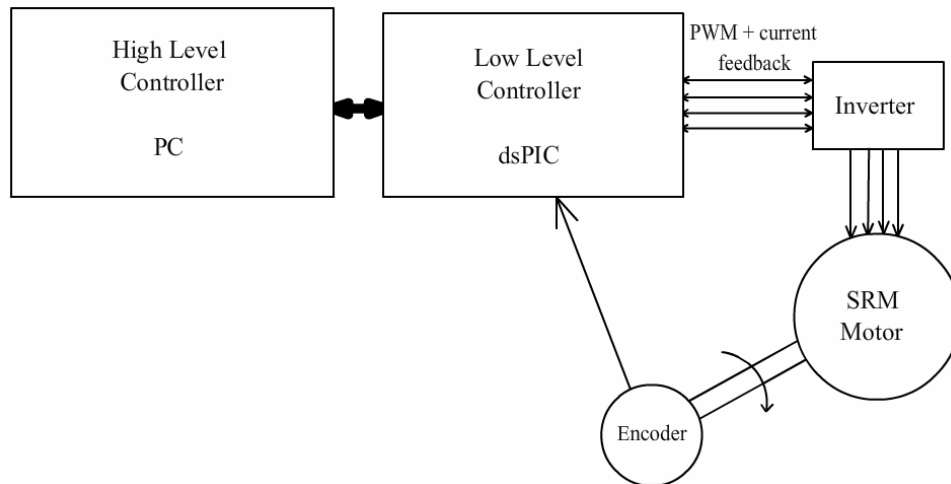 High Level
Controller
PC
Low Level
Controller
dsPIC
PWM + current
feedback
Inverter
SRM
Motor
Encoder